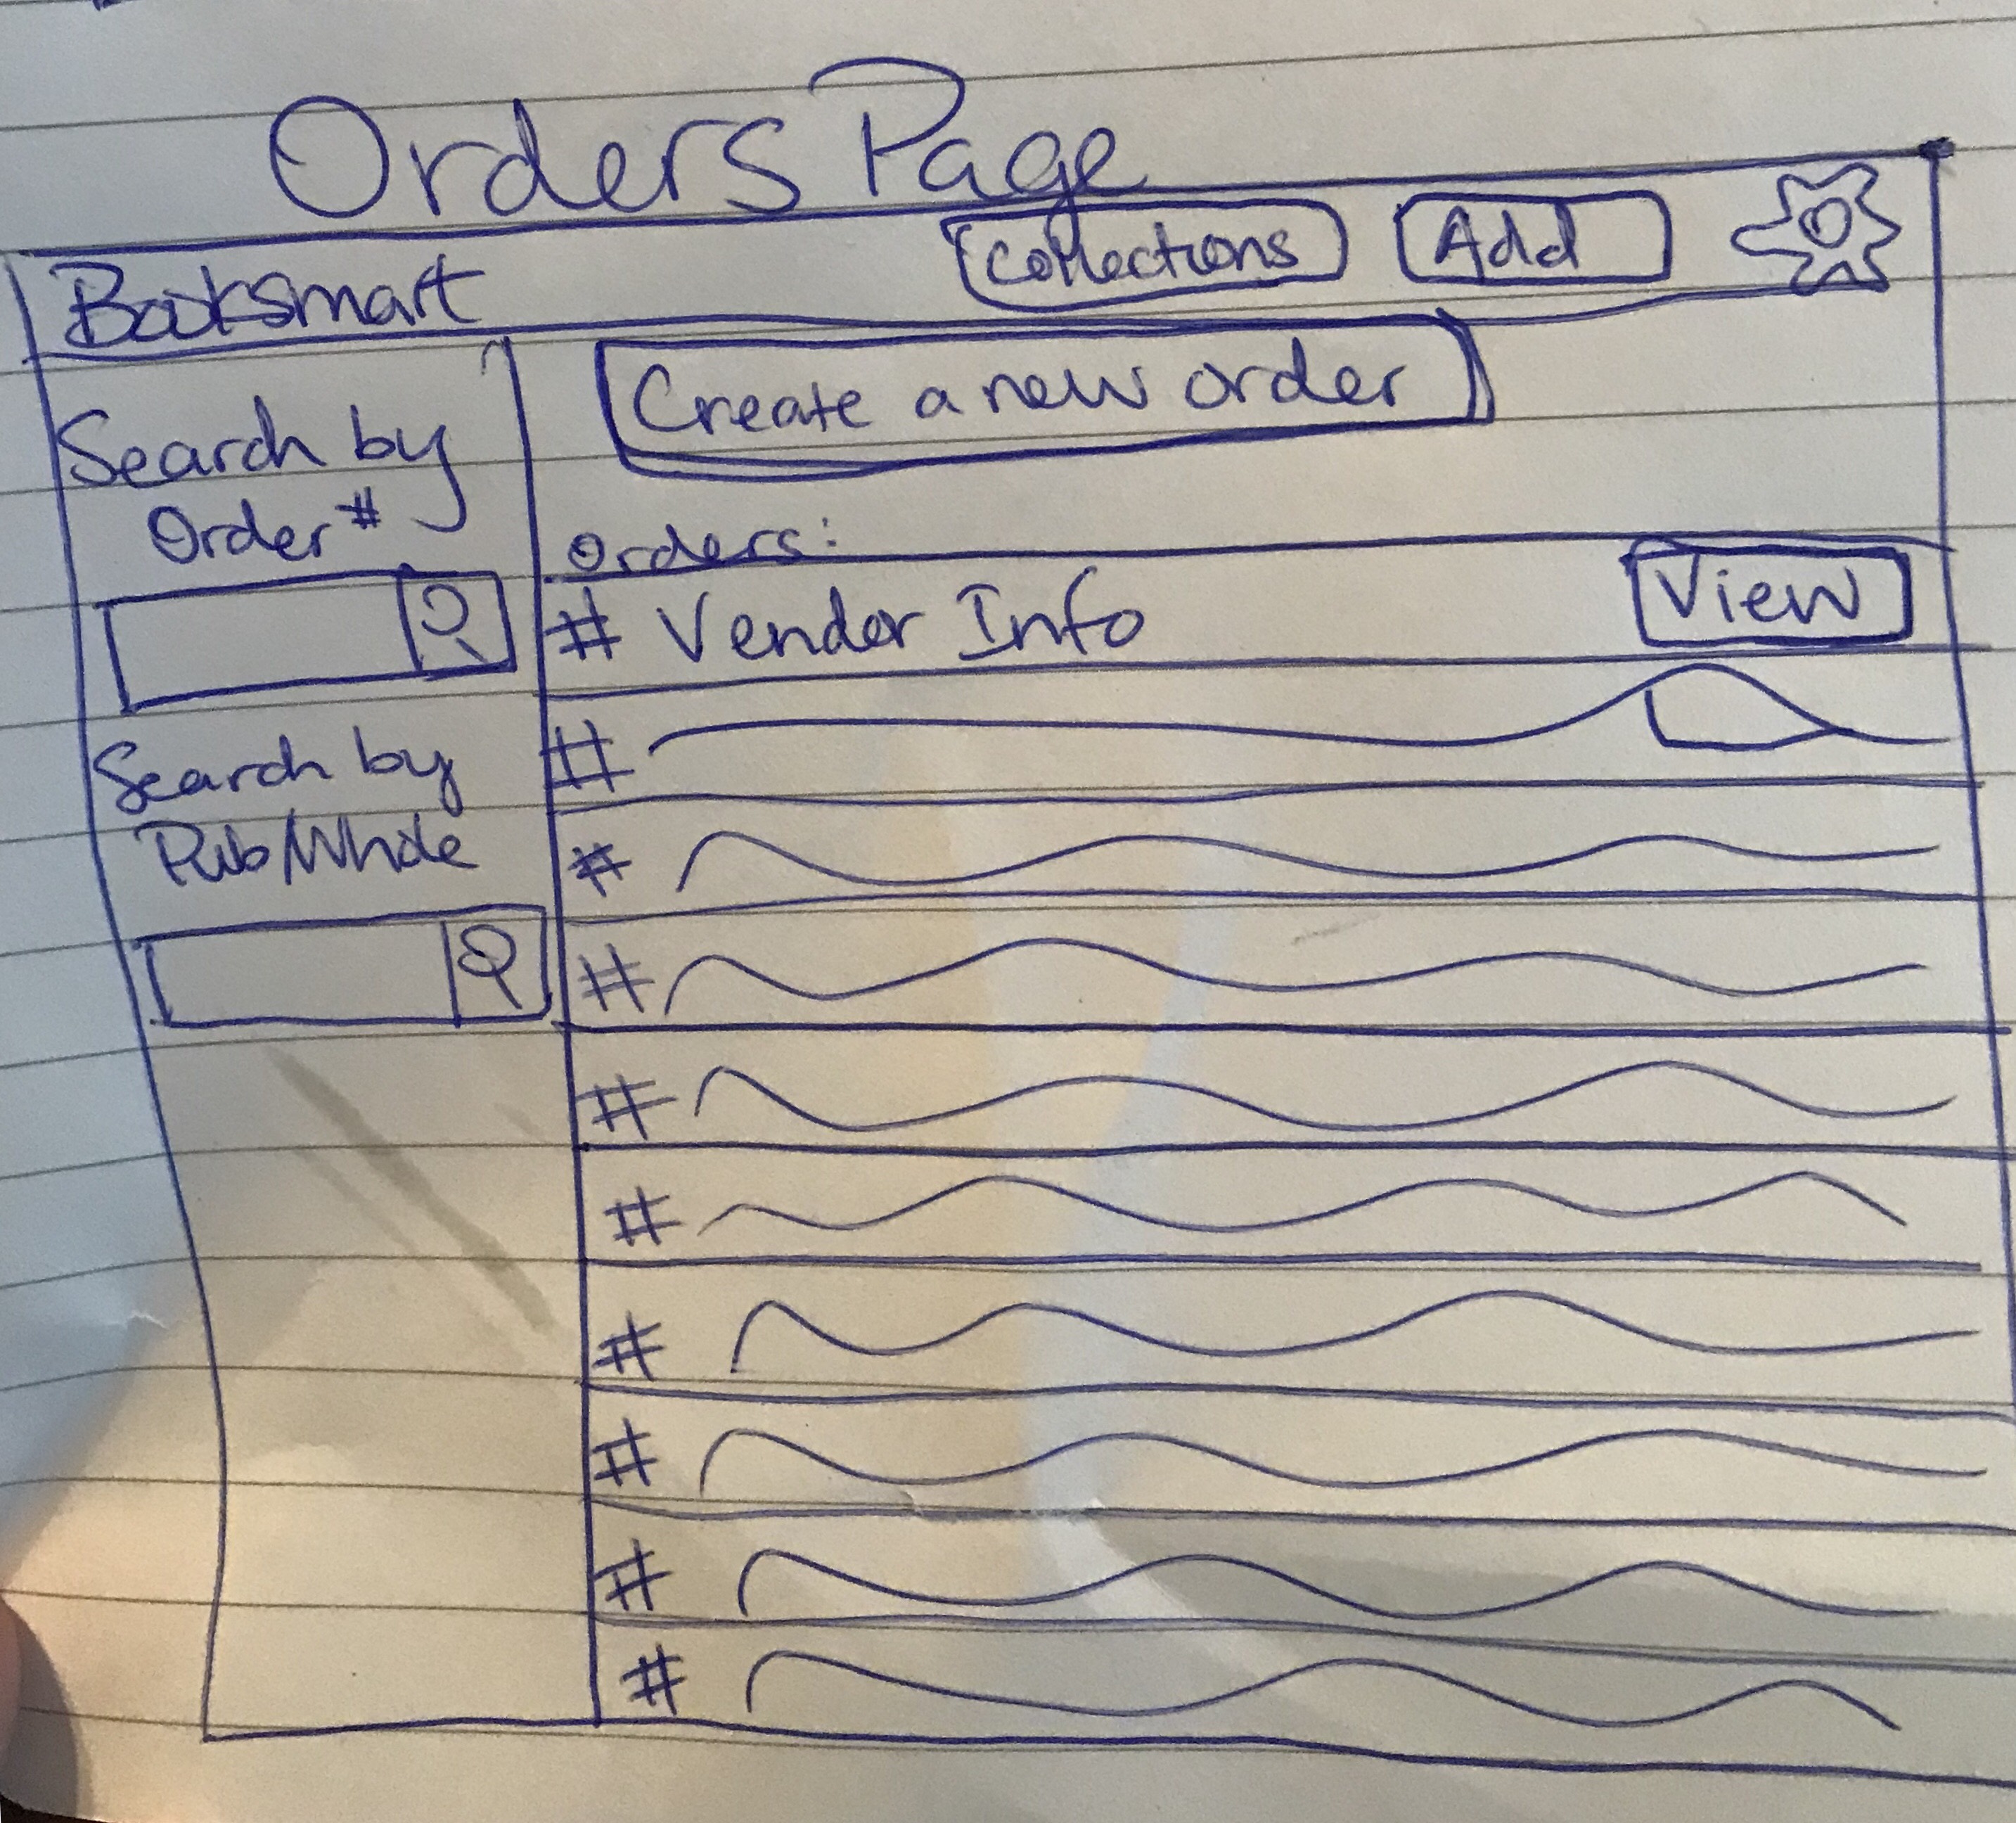 Orders Page
Booksmart
Collections
Add
Search by
Order #
Search by
Pub/Whole
Create a new order
Orders:
# Vendor Info
View
#
#
#
#
#
#
#
#
#